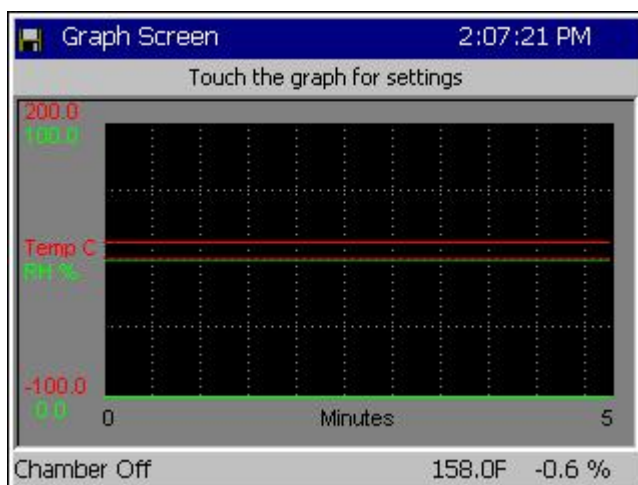 Graph Screen 2:07:21 PM
Touch the graph for settings
200.0
100.0
Temp C
RH %
-100.0
0.0
0 Minutes 5
Chamber Off 158.0F -0.6 %